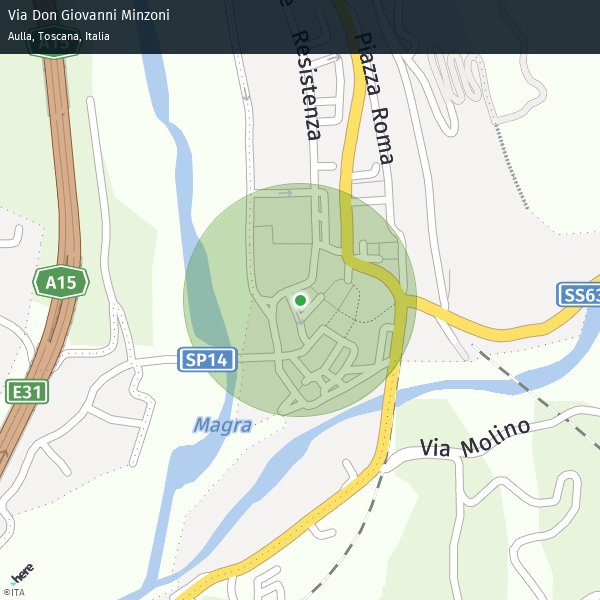 Via Don Giovanni Minzoni
Aulla, Toscana, Italia
A15
e Resistenza
Piazza Roma
A15
SS63
SP14
E31
Magra
Via Molino
here
©ITA